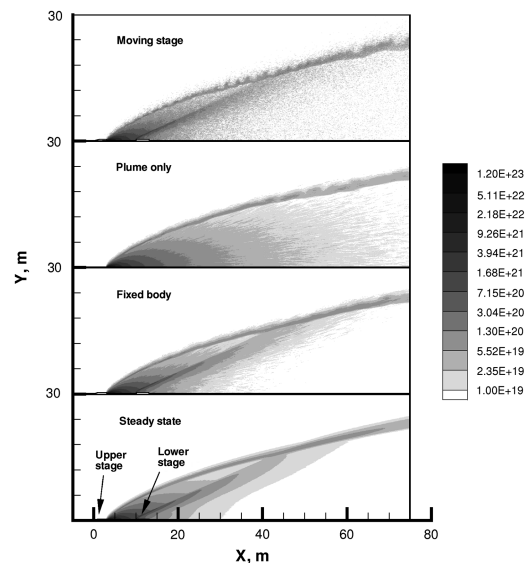 30
Moving stage
30
Plume only
30
Fixed body
30
Steady state
Upper
stage
Lower
stage
Y, m
0 20 40 60 80
X, m
1.20E+23
5.11E+22
2.18E+22
9.26E+21
3.94E+21
1.68E+21
7.15E+20
3.04E+20
1.30E+20
5.52E+19
2.35E+19
1.00E+19